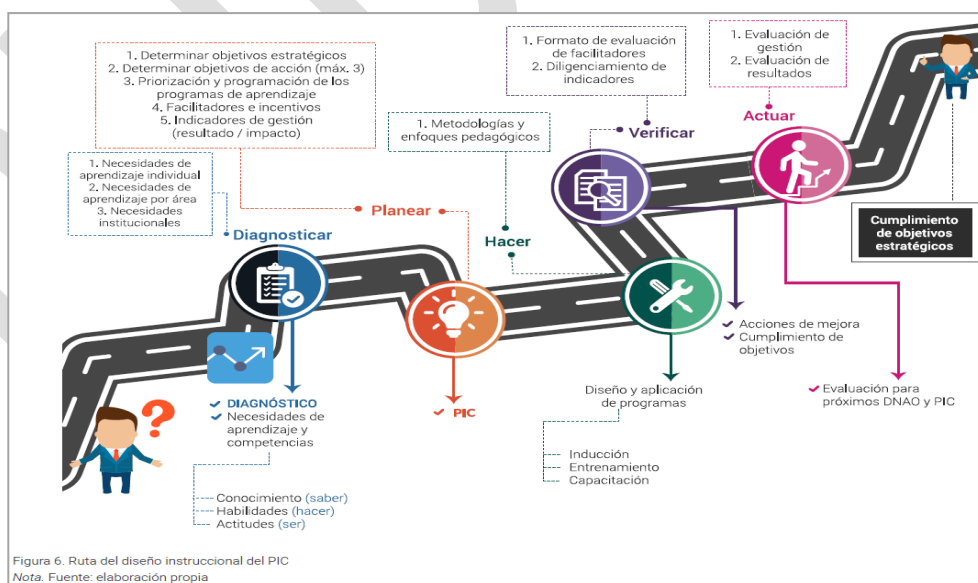 1. Determinar objetivos estratégicos
2. Determinar objetivos de acción (máx. 3)
3. Priorización y programación de los
programas de aprendizaje
4. Facilitadores e incentivos
5. Indicadores de gestión
(resultado / impacto)
1. Formato de evaluación
de facilitadores
2. Diligenciamiento de
indicadores
1. Evaluación de
gestión
2. Evaluación de
resultados
1. Metodologías y
enfoques pedagógicos
Verificar
Actuar
1. Necesidades de
aprendizaje individual
2. Necesidades de
aprendizaje por área
3. Necesidades
institucionales
Planear
Diagnosticar
Hacer
Cumplimiento
de objetivos
estratégicos
Acciones de mejora
Cumplimiento de
objetivos
Diseño y aplicación
de programas
Evaluación para
próximos DNAO y PIC
DIAGNÓSTICO
Necesidades de
aprendizaje y
competencias
PIC
Inducción
Entrenamiento
Capacitación
Conocimiento (saber)
Habilidades (hacer)
Actitudes (ser)
Figura 6. Ruta del diseño instruccional del PIC
Nota. Fuente: elaboración propia